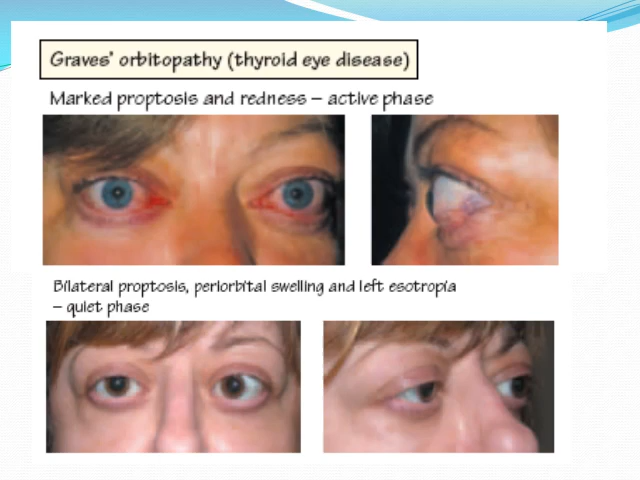 Graves' orbitopathy (thyroid eye disease)
Marked proptosis and redness – active phase
Bilateral proptosis, periorbital swelling and left esotropia
– quiet phase